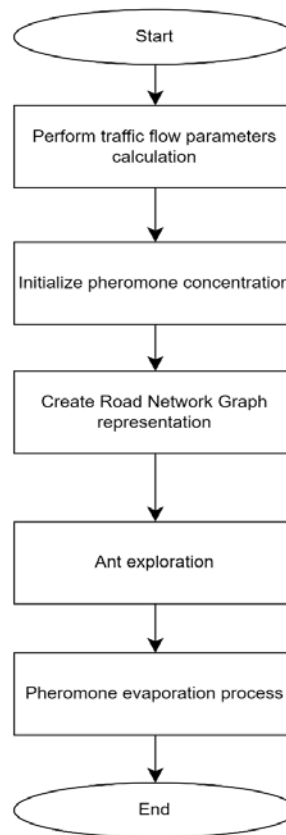 Start
Perform traffic flow parameters
calculation
Initialize pheromone concentration
Create Road Network Graph
representation
Ant exploration
Pheromone evaporation process
End